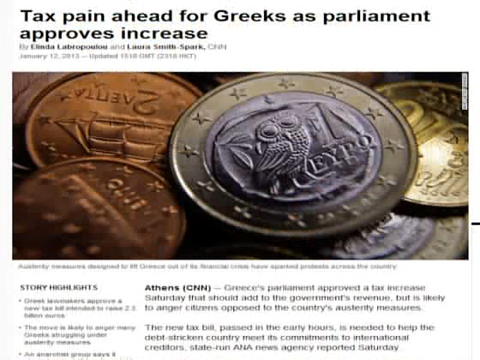 Tax pain ahead for Greeks as parliament
approves increase
By Elinda Labropoulou and Laura Smith-Spark, CNN
January 12, 2013 -- Updated 1518 GMT (2318 HKT)
2 ΛΕΠΤΑ
1 ΕΥΡΩ
Austerity measures designed to lift Greece out of its financial crisis have sparked protests across the country.
STORY HIGHLIGHTS
• Greek lawmakers approve a
new tax bill intended to raise 2.3
billion euros
• The move is likely to anger many
Greeks struggling under
austerity measures
• An anarchist group says it
Athens (CNN) -- Greece's parliament approved a tax increase
Saturday that should add to the government's revenue, but is likely
to anger citizens opposed to the country's austerity measures.
The new tax bill, passed in the early hours, is needed to help the
debt-stricken country meet its commitments to international
creditors, state-run ANA news agency reported Saturday